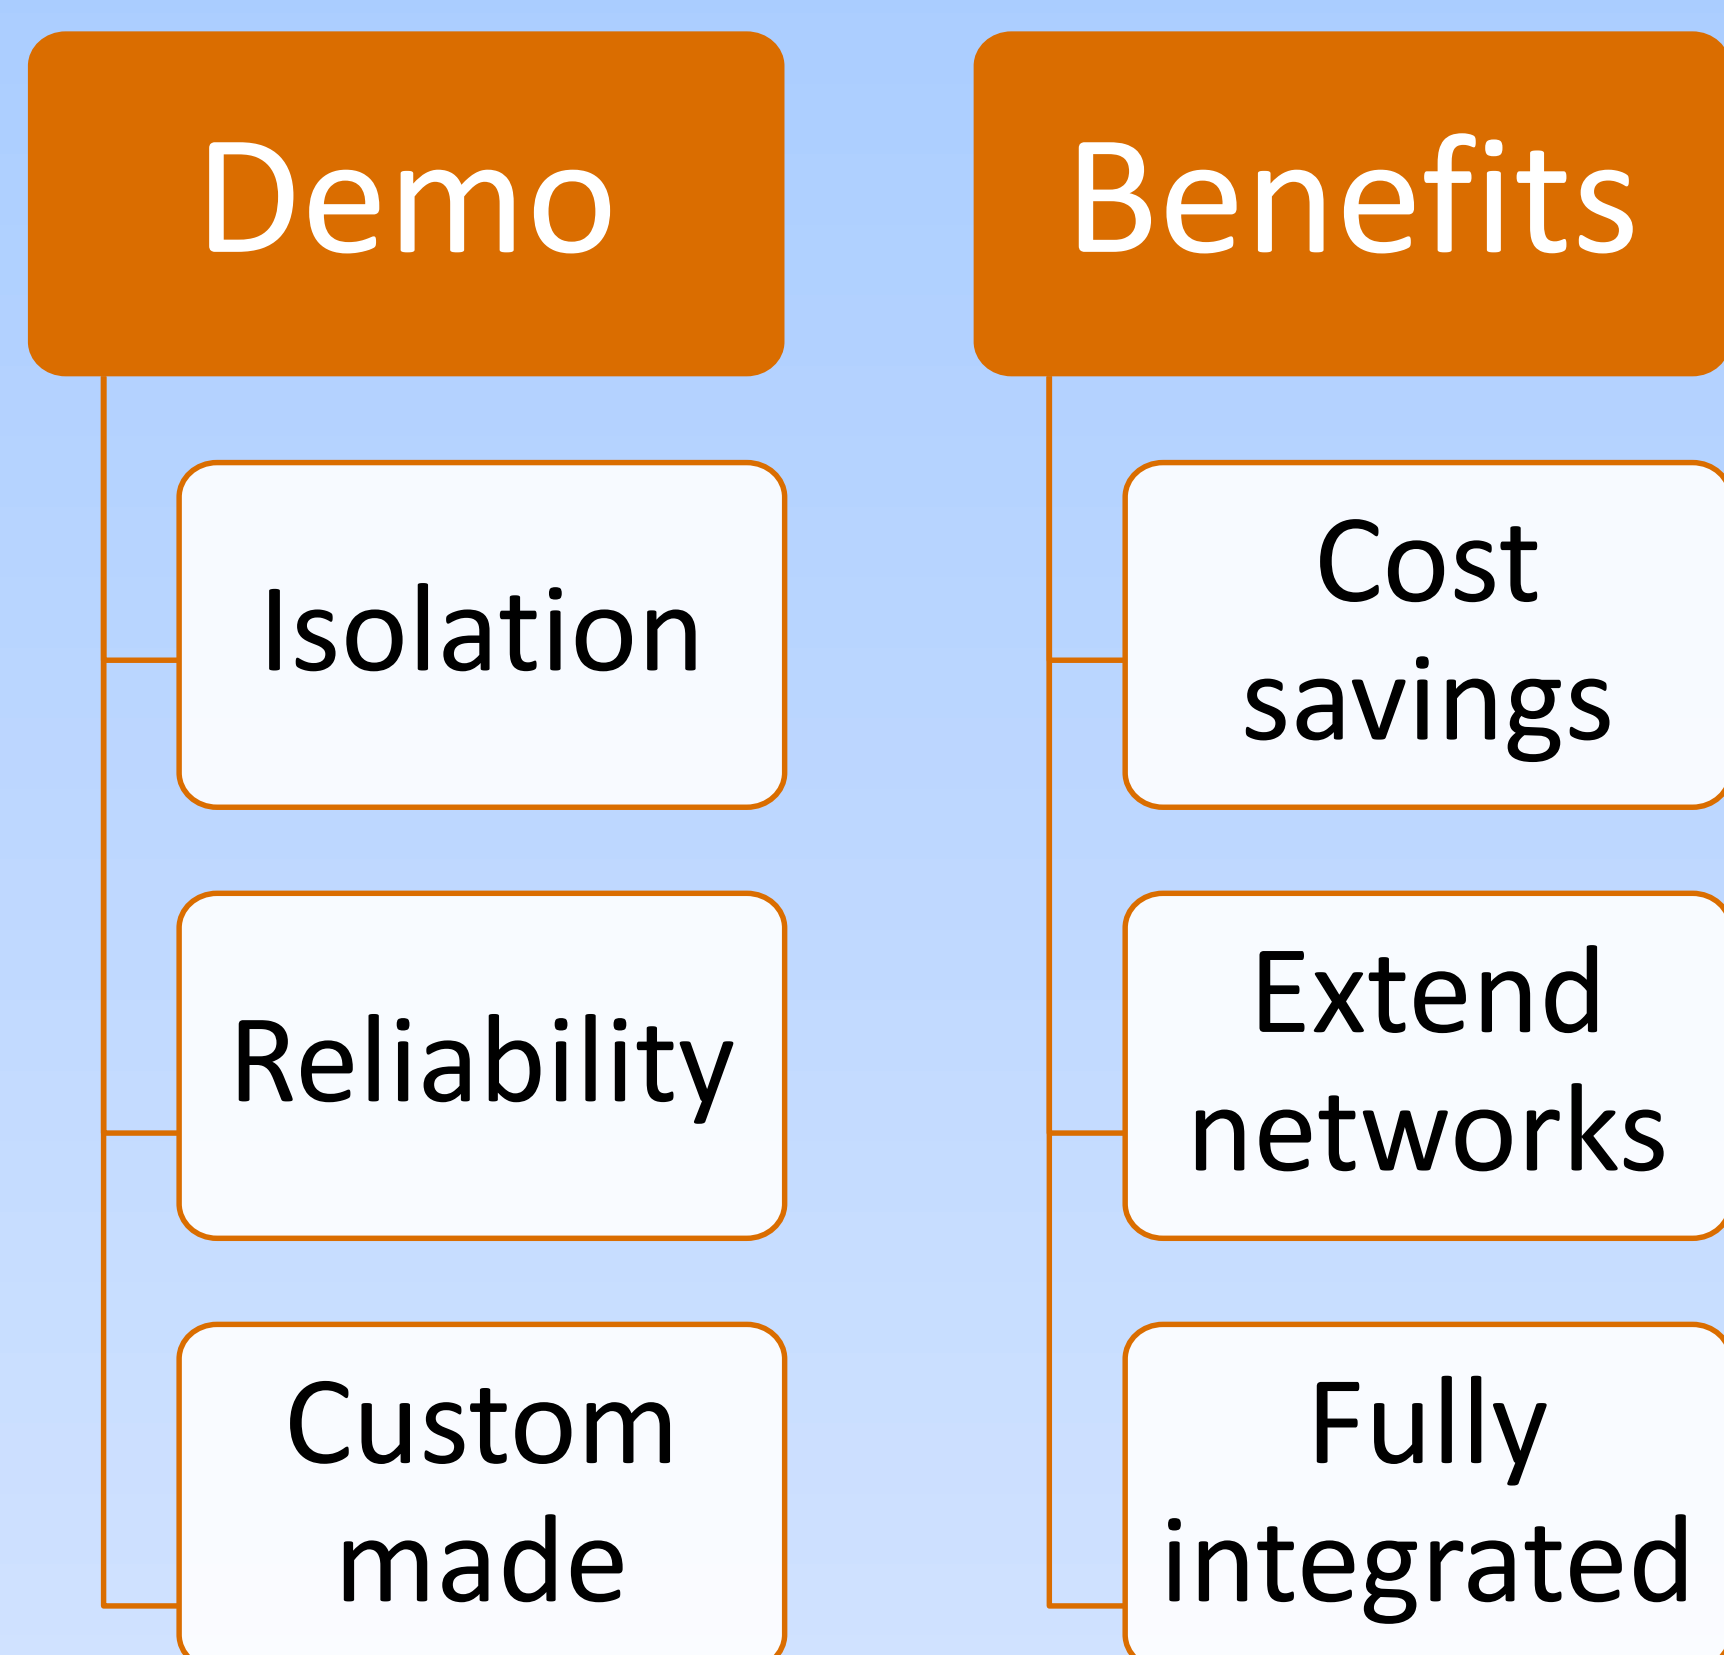 Demo
Isolation
Reliability
Custom
made
Benefits
Cost
savings
Extend
networks
Fully
integrated